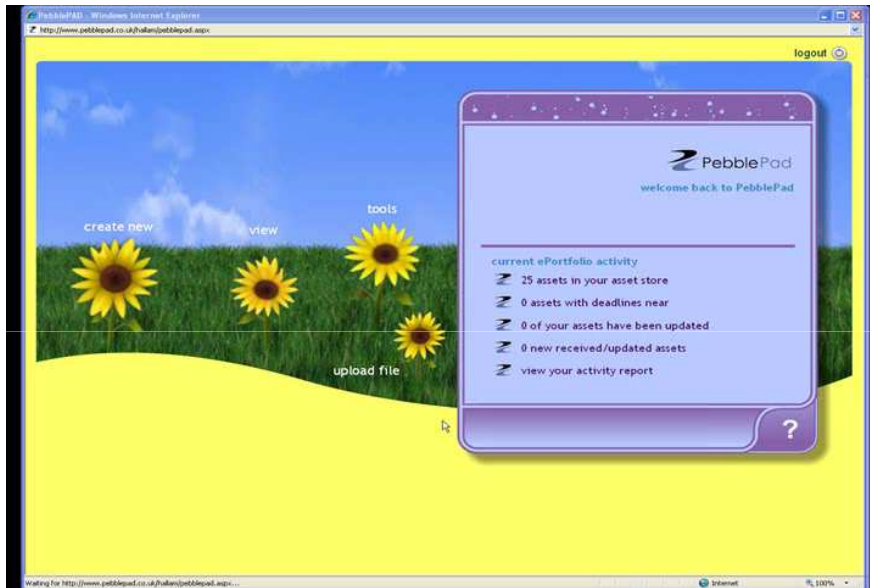 PebblePAD - Windows Internet Explorer
http://www.pebblepad.co.uk/hallam/pebblepad.aspx
logout
PebblePad
welcome back to PebblePad
tools
create new
view
current ePortfolio activity
25 assets in your asset store
0 assets with deadlines near
0 of your assets have been updated
0 new received/updated assets
view your activity report
upload file
?
Waiting for http://www.pebblepad.co.uk/hallam/pebblepad.aspx...
Internet
100%